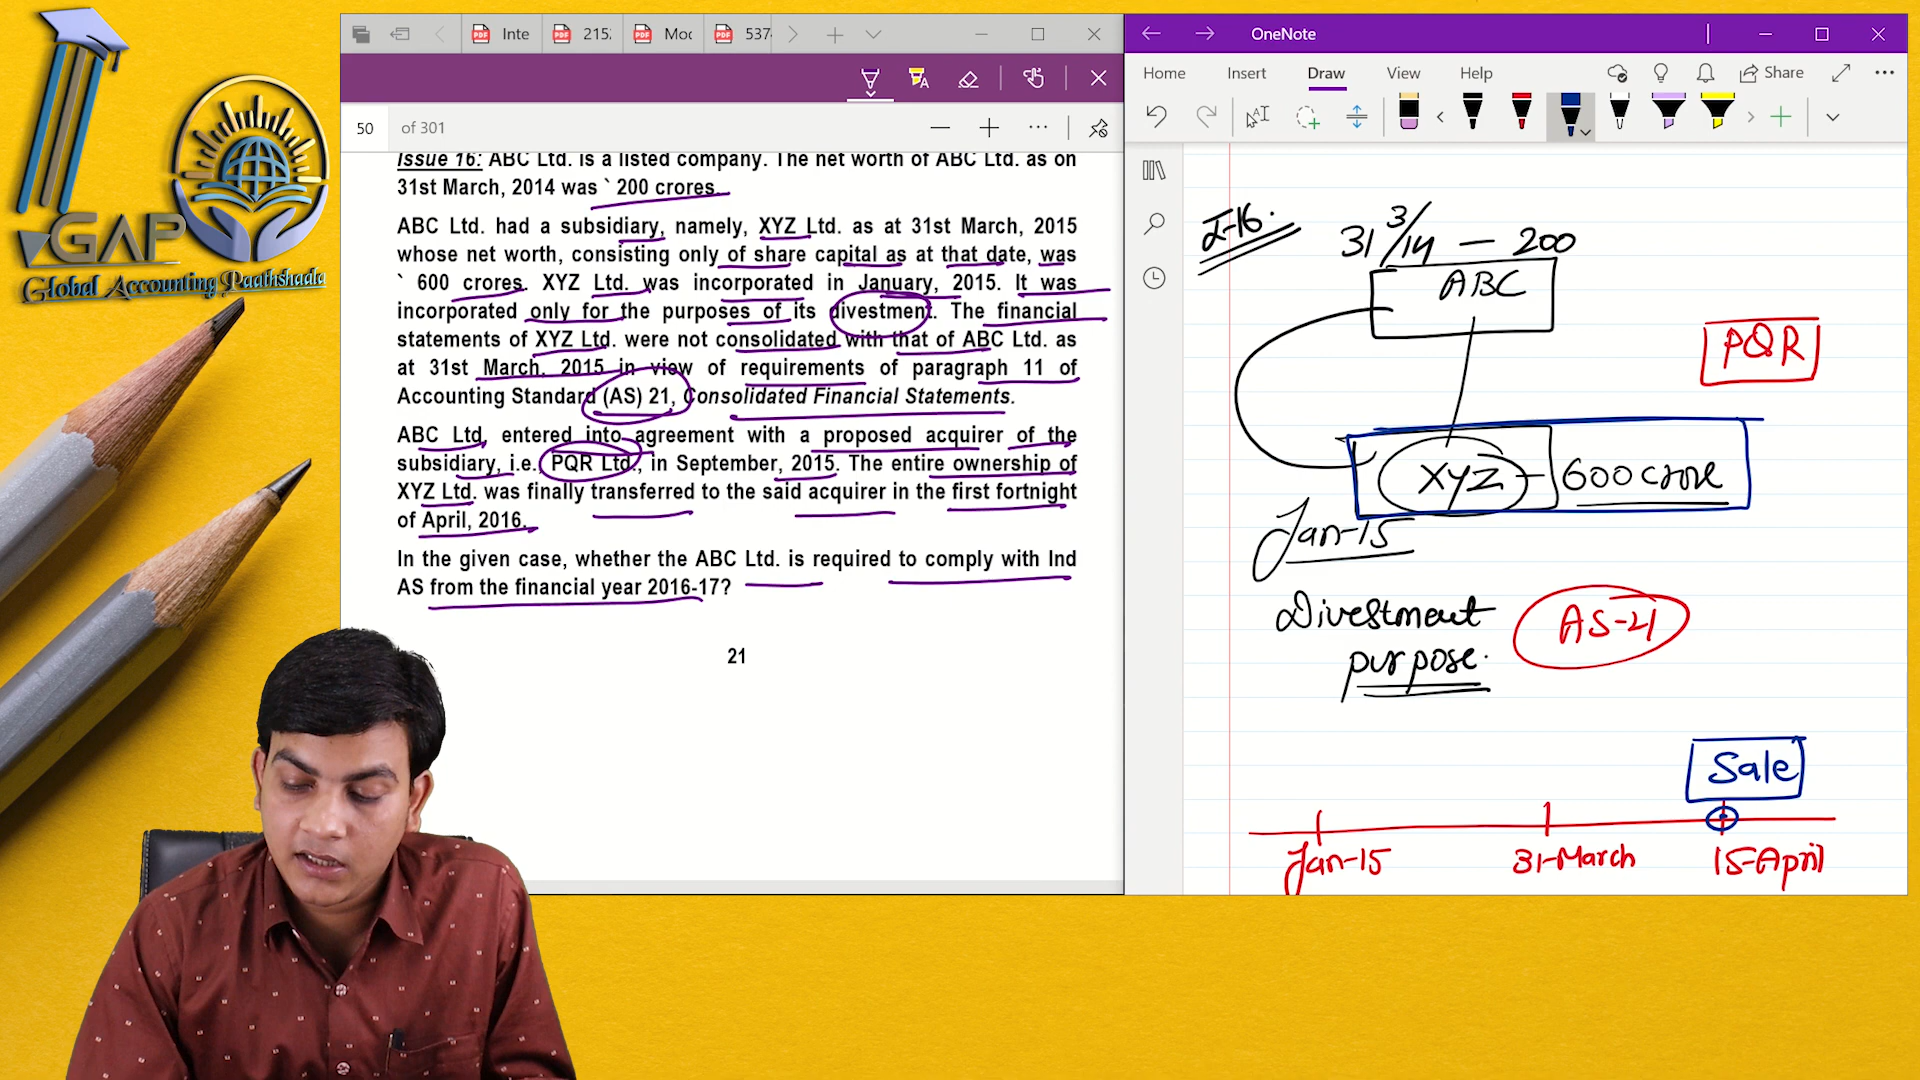 GAP
Global Accounting Paathshala
Inte
215
Moc
537
50 of 301
Issue 16: ABC Ltd. is a listed company. The net worth of ABC Ltd. as on
31st March, 2014 was ` 200 crores.
ABC Ltd. had a subsidiary, namely, XYZ Ltd. as at 31st March, 2015
whose net worth, consisting only of share capital as at that date, was
` 600 crores. XYZ Ltd. was incorporated in January, 2015. It was
incorporated only for the purposes of its divestment. The financial
statements of XYZ Ltd. were not consolidated with that of ABC Ltd. as
at 31st March, 2015 in view of requirements of paragraph 11 of
Accounting Standard (AS) 21, Consolidated Financial Statements.
ABC Ltd. entered into agreement with a proposed acquirer of the
subsidiary, i.e. PQR Ltd., in September, 2015. The entire ownership of
XYZ Ltd. was finally transferred to the said acquirer in the first fortnight
of April, 2016.
In the given case, whether the ABC Ltd. is required to comply with Ind
AS from the financial year 2016-17?
21
OneNote
Home Insert Draw View Help Share
I-16.
31 3/14 – 200
ABC
PQR
XYZ – 600 crore
Jan-15
Divestment
purpose.
AS-21
Sale
Jan-15 31-March 15-April